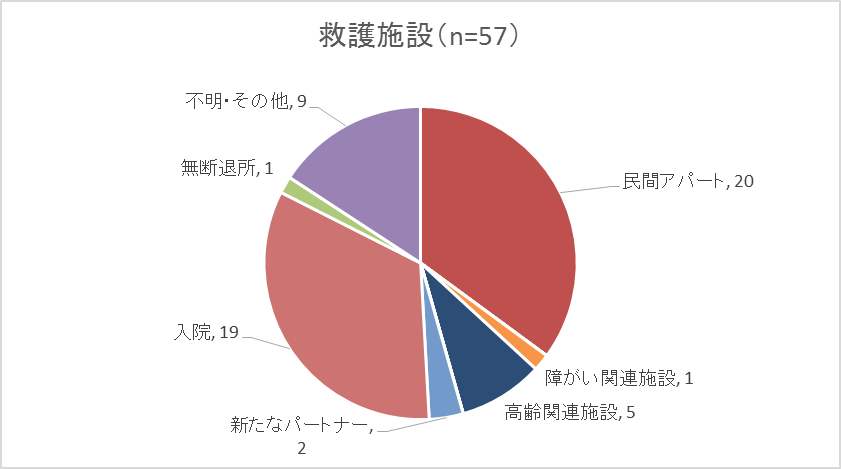 救護施設（n=57）
不明・その他, 9
無断退所, 1
民間アパート, 20
入院, 19
障がい関連施設, 1
高齢関連施設, 5
新たなパートナー,
2